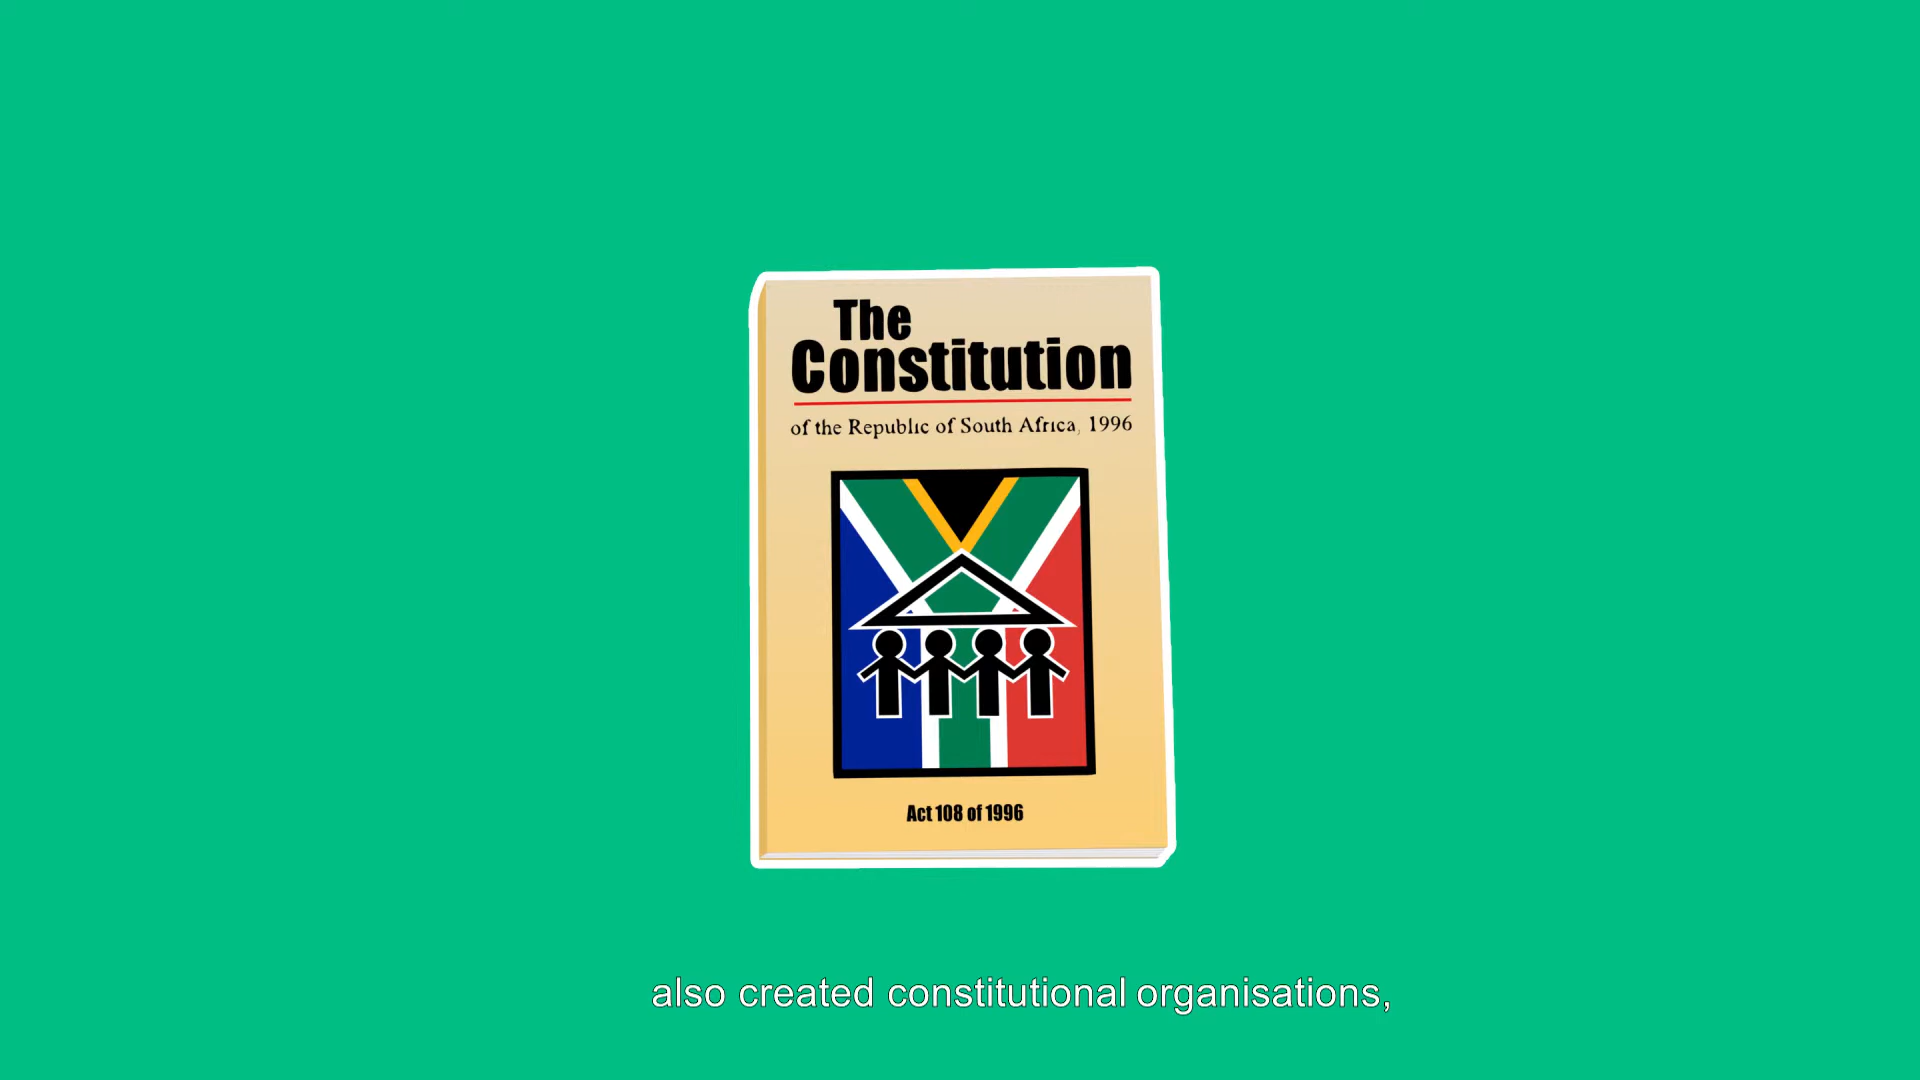 The
Constitution
of the Republic of South Africa, 1996
Act 108 of 1996
also created constitutional organisations,